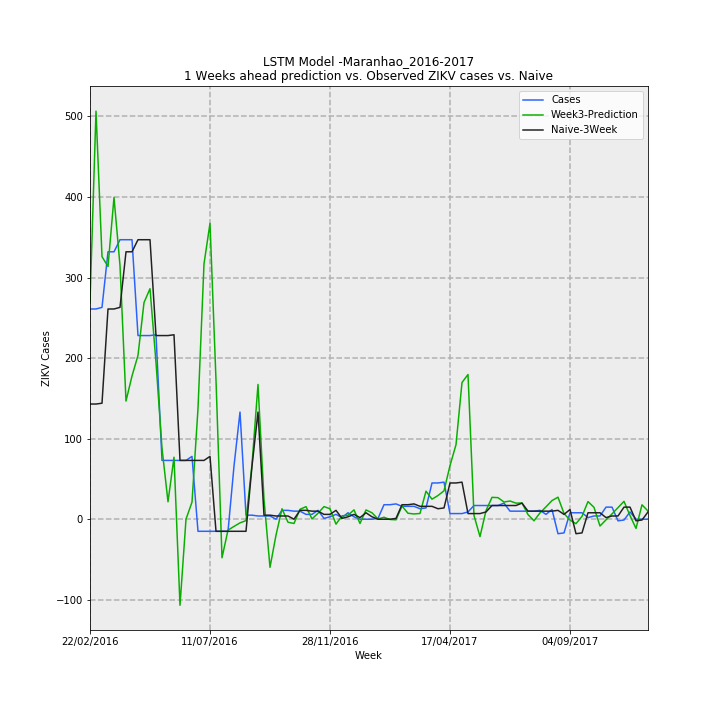 LSTM Model -Maranhao_2016-2017
1 Weeks ahead prediction vs. Observed ZIKV cases vs. Naive
Cases
Week3-Prediction
Naive-3Week
ZIKV Cases
500
400
300
200
100
0
−100
22/02/2016
11/07/2016
28/11/2016
17/04/2017
04/09/2017
Week